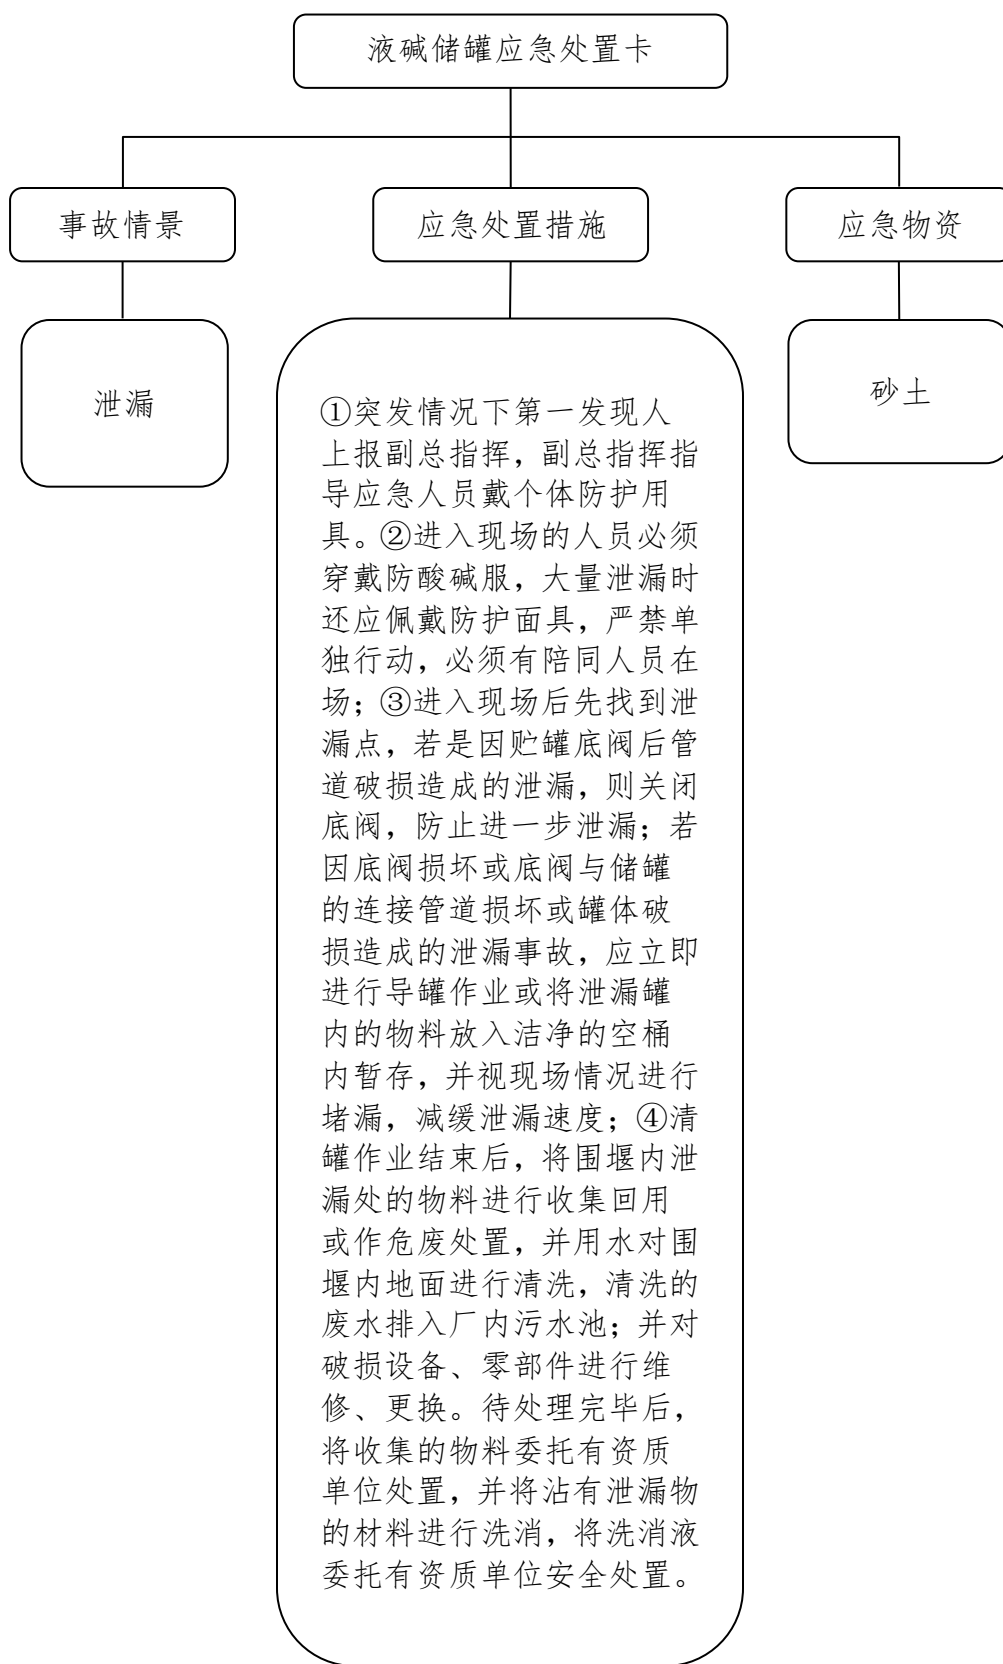 液碱储罐应急处置卡
事故情景
应急处置措施
应急物资
泄漏
①突发情况下第一发现人
上报副总指挥，副总指挥指
导应急人员戴个体防护用
具。②进入现场的人员必须
穿戴防酸碱服，大量泄漏时
还应佩戴防护面具，严禁单
独行动，必须有陪同人员在
场；③进入现场后先找到泄
漏点，若是因贮罐底阀后管
道破损造成的泄漏，则关闭
底阀，防止进一步泄漏；若
因底阀损坏或底阀与储罐
的连接管道损坏或罐体破
损造成的泄漏事故，应立即
进行导罐作业或将泄漏罐
内的物料放入洁净的空桶
内暂存，并视现场情况进行
堵漏，减缓泄漏速度；④清
罐作业结束后，将围堰内泄
漏处的物料进行收集回用
或作危废处置，并用水对围
堰内地面进行清洗，清洗的
废水排入厂内污水池；并对
破损设备、零部件进行维
修、更换。待处理完毕后，
将收集的物料委托有资质
单位处置，并将沾有泄漏物
的材料进行洗消，将洗消液
委托有资质单位安全处置。
砂土